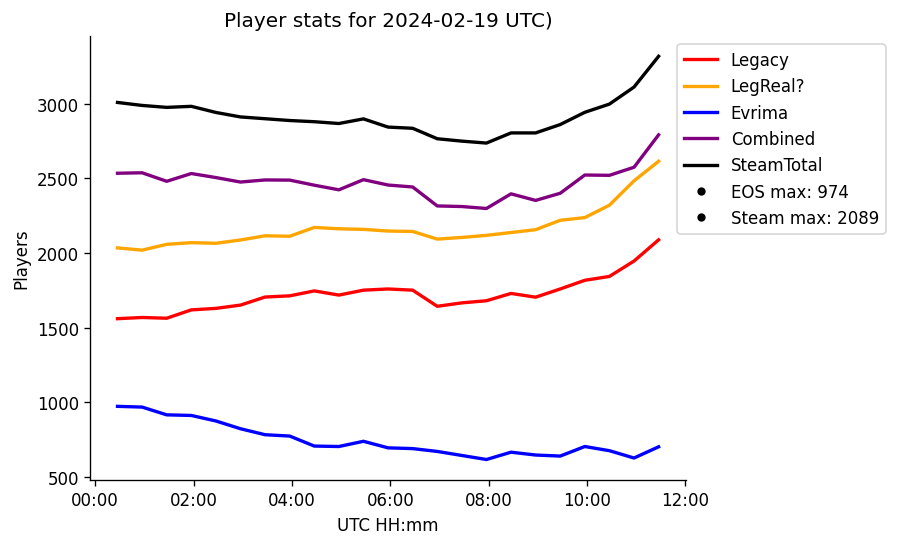 Player stats for 2024-02-19 UTC)
Legacy
LegReal?
Evrima
Combined
SteamTotal
EOS max: 974
Steam max: 2089
Players
3000
2500
2000
1500
1000
500
00:00 02:00 04:00 06:00 08:00 10:00 12:00
UTC HH:mm